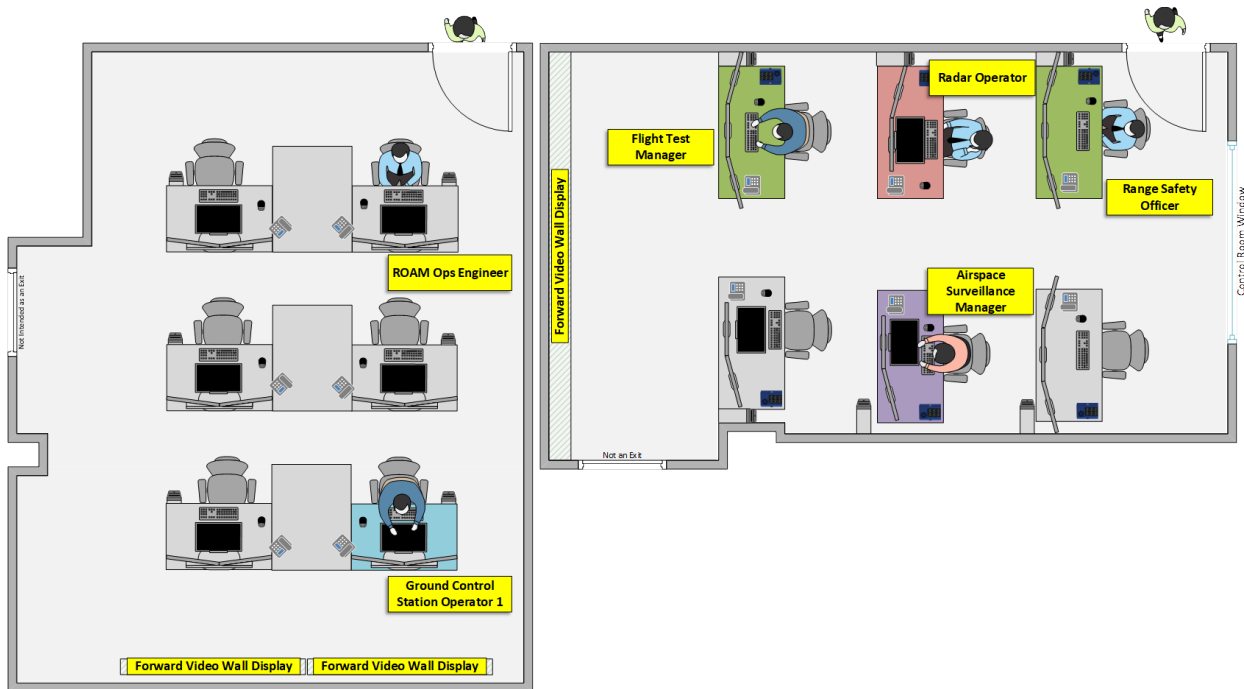 ROAM Ops Engineer
Not Intended as an Exit
Ground Control
Station Operator 1
Forward Video Wall Display
Forward Video Wall Display
Forward Video Wall Display
Flight Test
Manager
Radar Operator
Range Safety
Officer
Airspace
Surveillance
Manager
Control Room Window
Not an Exit